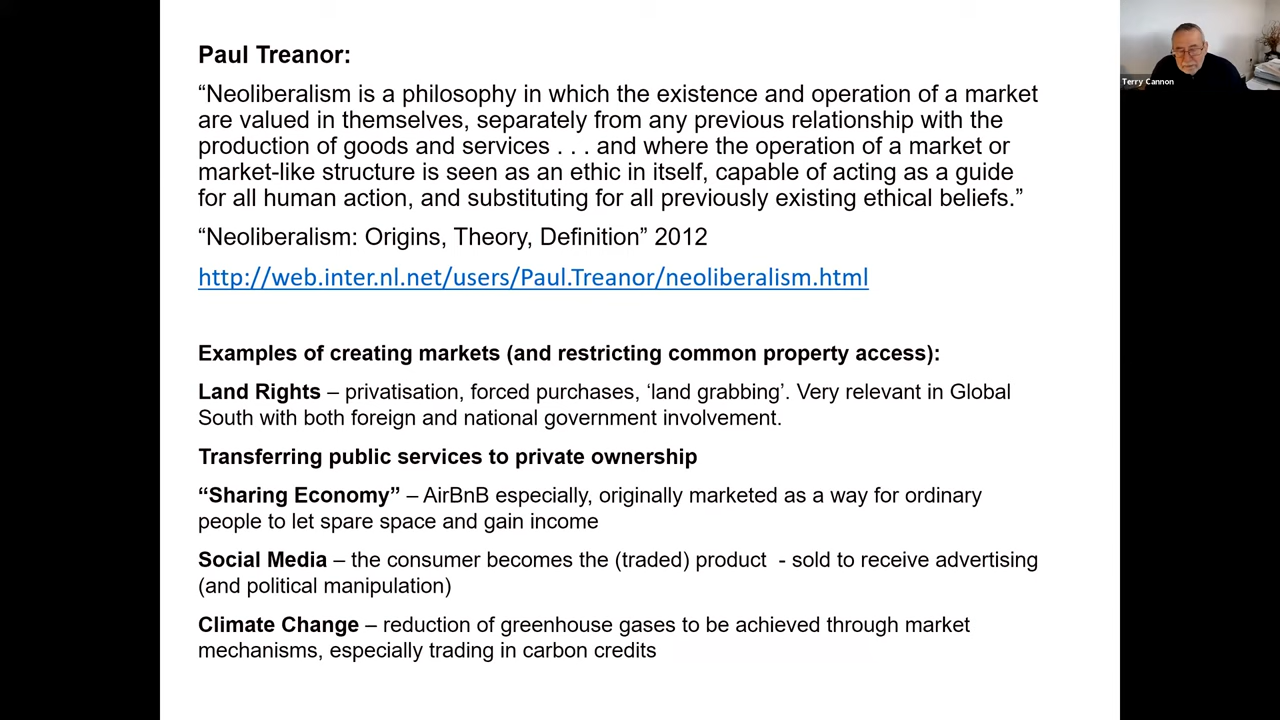 Paul Treanor:
“Neoliberalism is a philosophy in which the existence and operation of a market
are valued in themselves, separately from any previous relationship with the
production of goods and services . . . and where the operation of a market or
market-like structure is seen as an ethic in itself, capable of acting as a guide
for all human action, and substituting for all previously existing ethical beliefs.”
“Neoliberalism: Origins, Theory, Definition” 2012
http://web.inter.nl.net/users/Paul.Treanor/neoliberalism.html
Examples of creating markets (and restricting common property access):
Land Rights – privatisation, forced purchases, ‘land grabbing’. Very relevant in Global
South with both foreign and national government involvement.
Transferring public services to private ownership
“Sharing Economy” – AirBnB especially, originally marketed as a way for ordinary
people to let spare space and gain income
Social Media – the consumer becomes the (traded) product - sold to receive advertising
(and political manipulation)
Climate Change – reduction of greenhouse gases to be achieved through market
mechanisms, especially trading in carbon credits
Terry Cannon